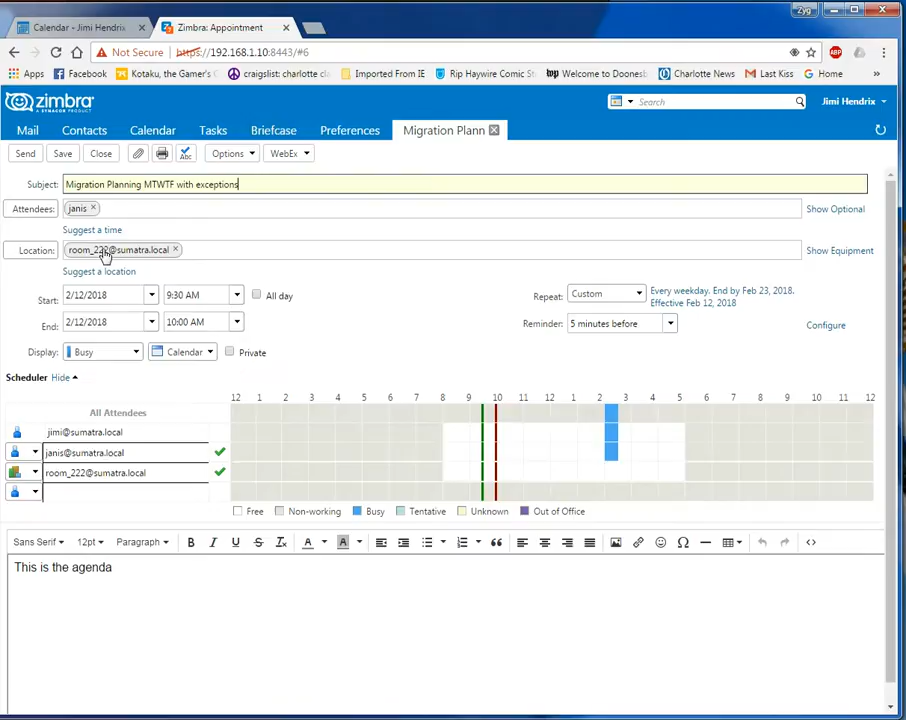 Zyg
Calendar - Jimi Hendrix
Zimbra: Appointment
Not Secure https://192.168.1.10:8443/#6
Apps Facebook Kotaku, the Gamer's G craigslist: charlotte cla Imported From IE Rip Haywire Comic St Welcome to Doonesb Charlotte News Last Kiss Home »
zimbra
A SYNACOR PRODUCT
Search
Jimi Hendrix
Mail Contacts Calendar Tasks Briefcase Preferences Migration Plann
Send Save Close Abc Options WebEx
Subject: Migration Planning MTWTF with exceptions
Attendees: janis Show Optional
Suggest a time
Location: room_222@sumatra.local Show Equipment
Suggest a location
Start: 2/12/2018 9:30 AM All day Repeat: Custom Every weekday. End by Feb 23, 2018.
Effective Feb 12, 2018
End: 2/12/2018 10:00 AM Reminder: 5 minutes before Configure
Display: Busy Calendar Private
Scheduler Hide
12 1 2 3 4 5 6 7 8 9 10 11 12 1 2 3 4 5 6 7 8 9 10 11 12
All Attendees
jimi@sumatra.local
janis@sumatra.local
room_222@sumatra.local
Free Non-working Busy Tentative Unknown Out of Office
Sans Serif 12pt Paragraph B I U S Tx A A
This is the agenda